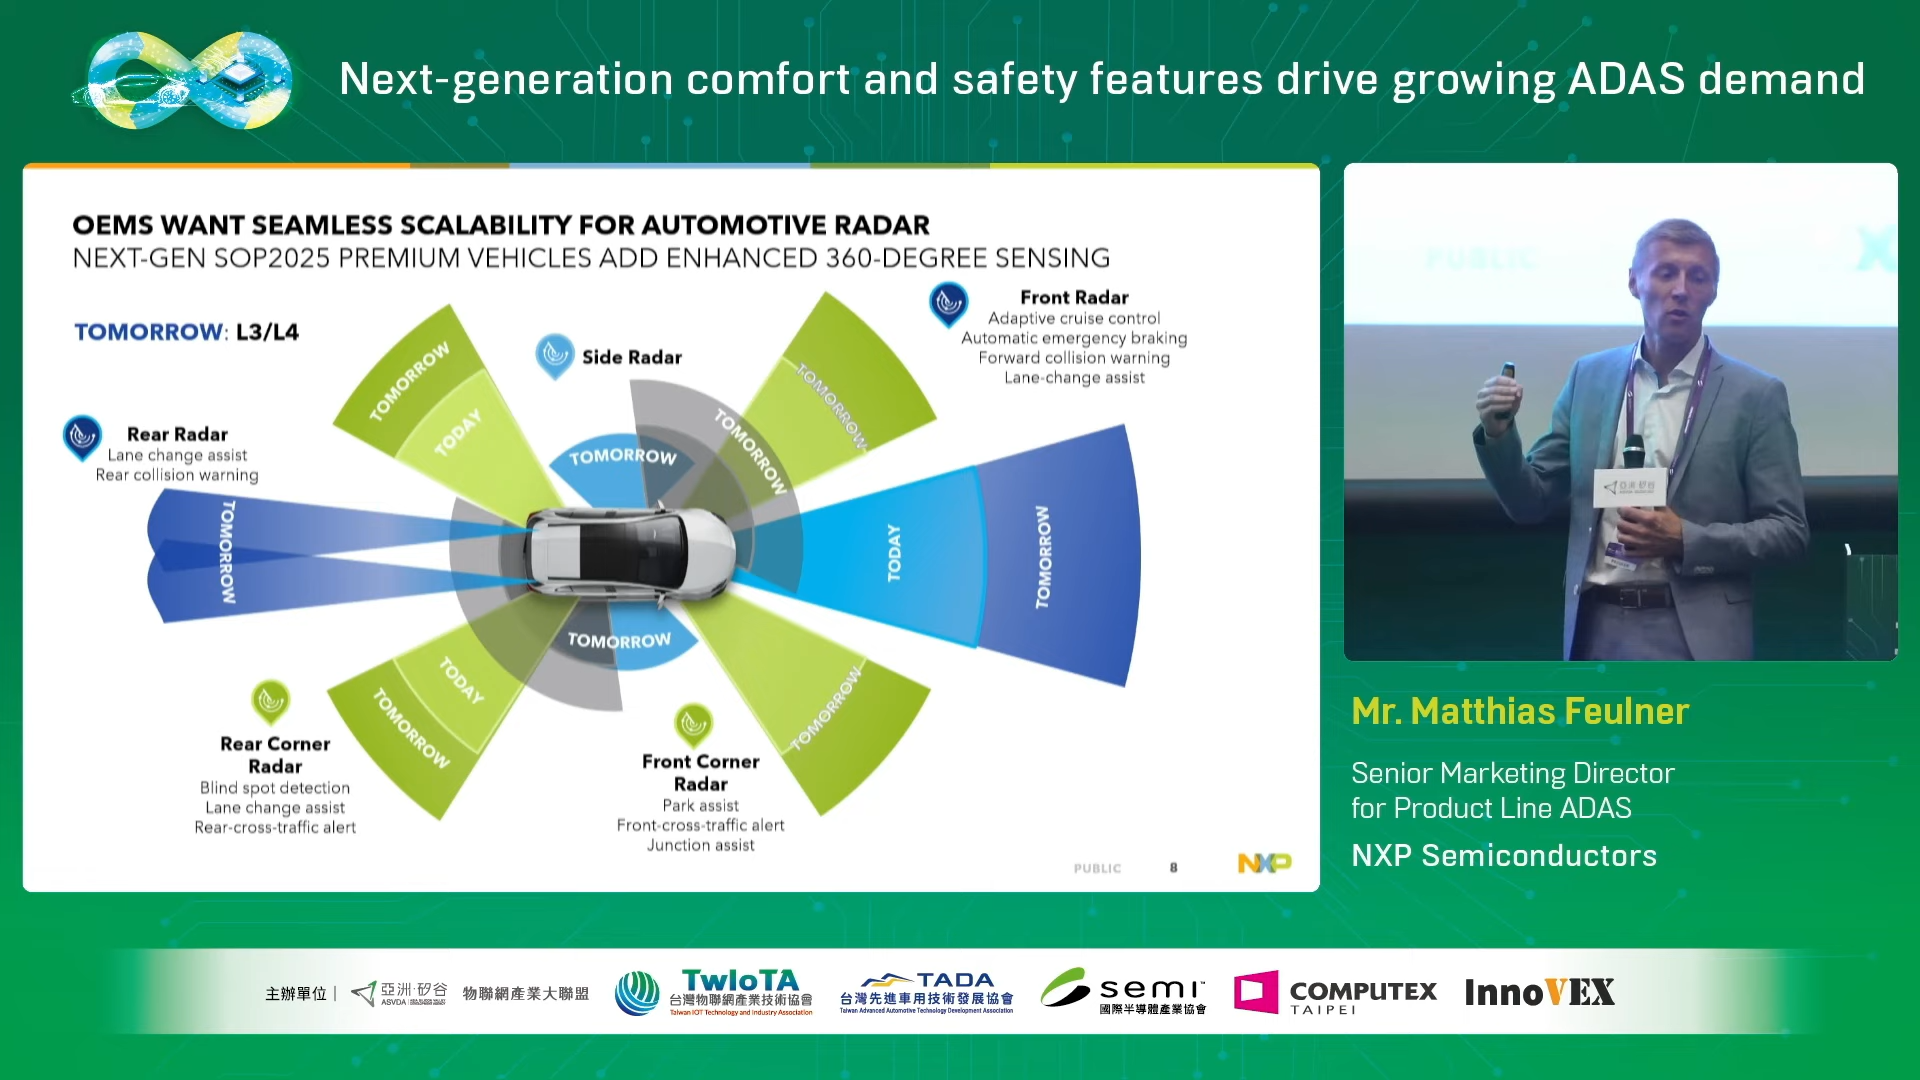 Next-generation comfort and safety features drive growing ADAS demand
OEMS WANT SEAMLESS SCALABILITY FOR AUTOMOTIVE RADAR
NEXT-GEN SOP2025 PREMIUM VEHICLES ADD ENHANCED 360-DEGREE SENSING
TOMORROW: L3/L4
Front Radar
Adaptive cruise control
Automatic emergency braking
Forward collision warning
Lane-change assist
Side Radar
Rear Radar
Lane change assist
Rear collision warning
TOMORROW
TODAY
TOMORROW
TOMORROW
TOMORROW
TOMORROW
TODAY
TOMORROW
TOMORROW
TODAY
TOMORROW
TOMORROW
Rear Corner
Radar
Blind spot detection
Lane change assist
Rear-cross-traffic alert
Front Corner
Radar
Park assist
Front-cross-traffic alert
Junction assist
PUBLIC
8
NXP
PUBLIC
X
亞洲·矽谷
Mr. Matthias Feulner
Senior Marketing Director
for Product Line ADAS
NXP Semiconductors
主辦單位 |
亞洲·矽谷
ASVDA
物聯網產業大聯盟
TwIoTA
台灣物聯網產業技術協會
Taiwan IOT Technology and Industry Association
TADA
台灣先進車用技術發展協會
Taiwan Advanced Automotive Technology Development Association
semi™
國際半導體產業協會
COMPUTEX
TAIPEI
InnoVEX